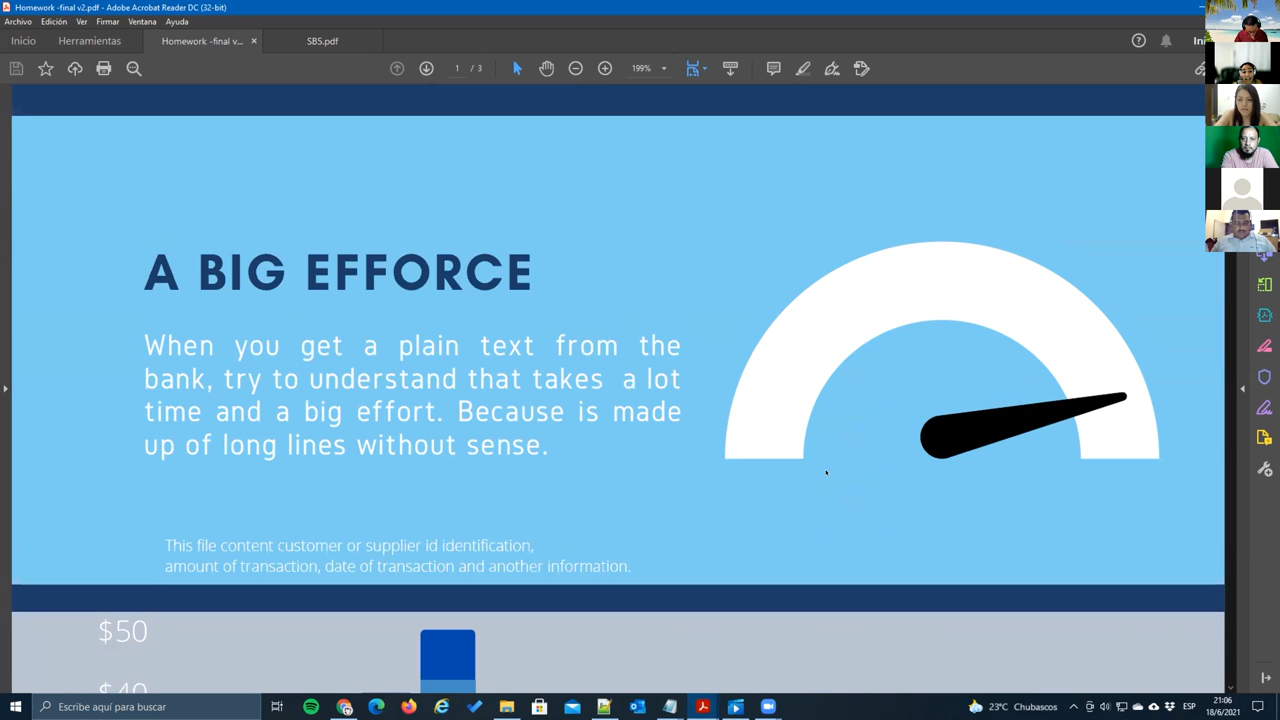 Homework -final v2.pdf - Adobe Acrobat Reader DC (32-bit)
Archivo Edición Ver Firmar Ventana Ayuda
Inicio Herramientas Homework -final v... × SB5.pdf
1 / 3 199%
A BIG EFFORCE
When you get a plain text from the
bank, try to understand that takes a lot
time and a big effort. Because is made
up of long lines without sense.
This file content customer or supplier id identification,
amount of transaction, date of transaction and another information.
$50
$40
Escribe aquí para buscar
23°C Chubascos ESP
21:06
18/6/2021